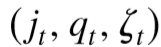 (j_t, q_t, ζ_t)